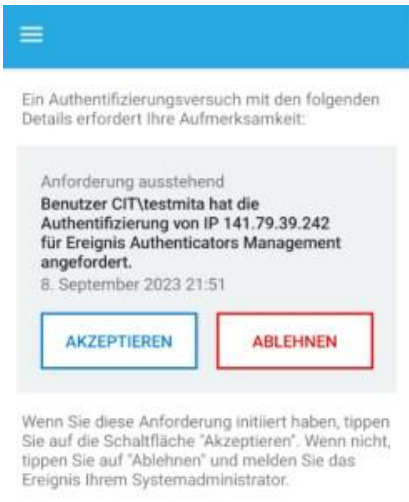 Ein Authentifizierungsversuch mit den folgenden
Details erfordert Ihre Aufmerksamkeit:
Anforderung ausstehend
Benutzer CIT\testmita hat die
Authentifizierung von IP 141.79.39.242
für Ereignis Authenticators Management
angefordert.
8. September 2023 21:51
AKZEPTIEREN
ABLEHNEN
Wenn Sie diese Anforderung initiiert haben, tippen
Sie auf die Schaltfläche "Akzeptieren". Wenn nicht,
tippen Sie auf "Ablehnen" und melden Sie das
Ereignis Ihrem Systemadministrator.